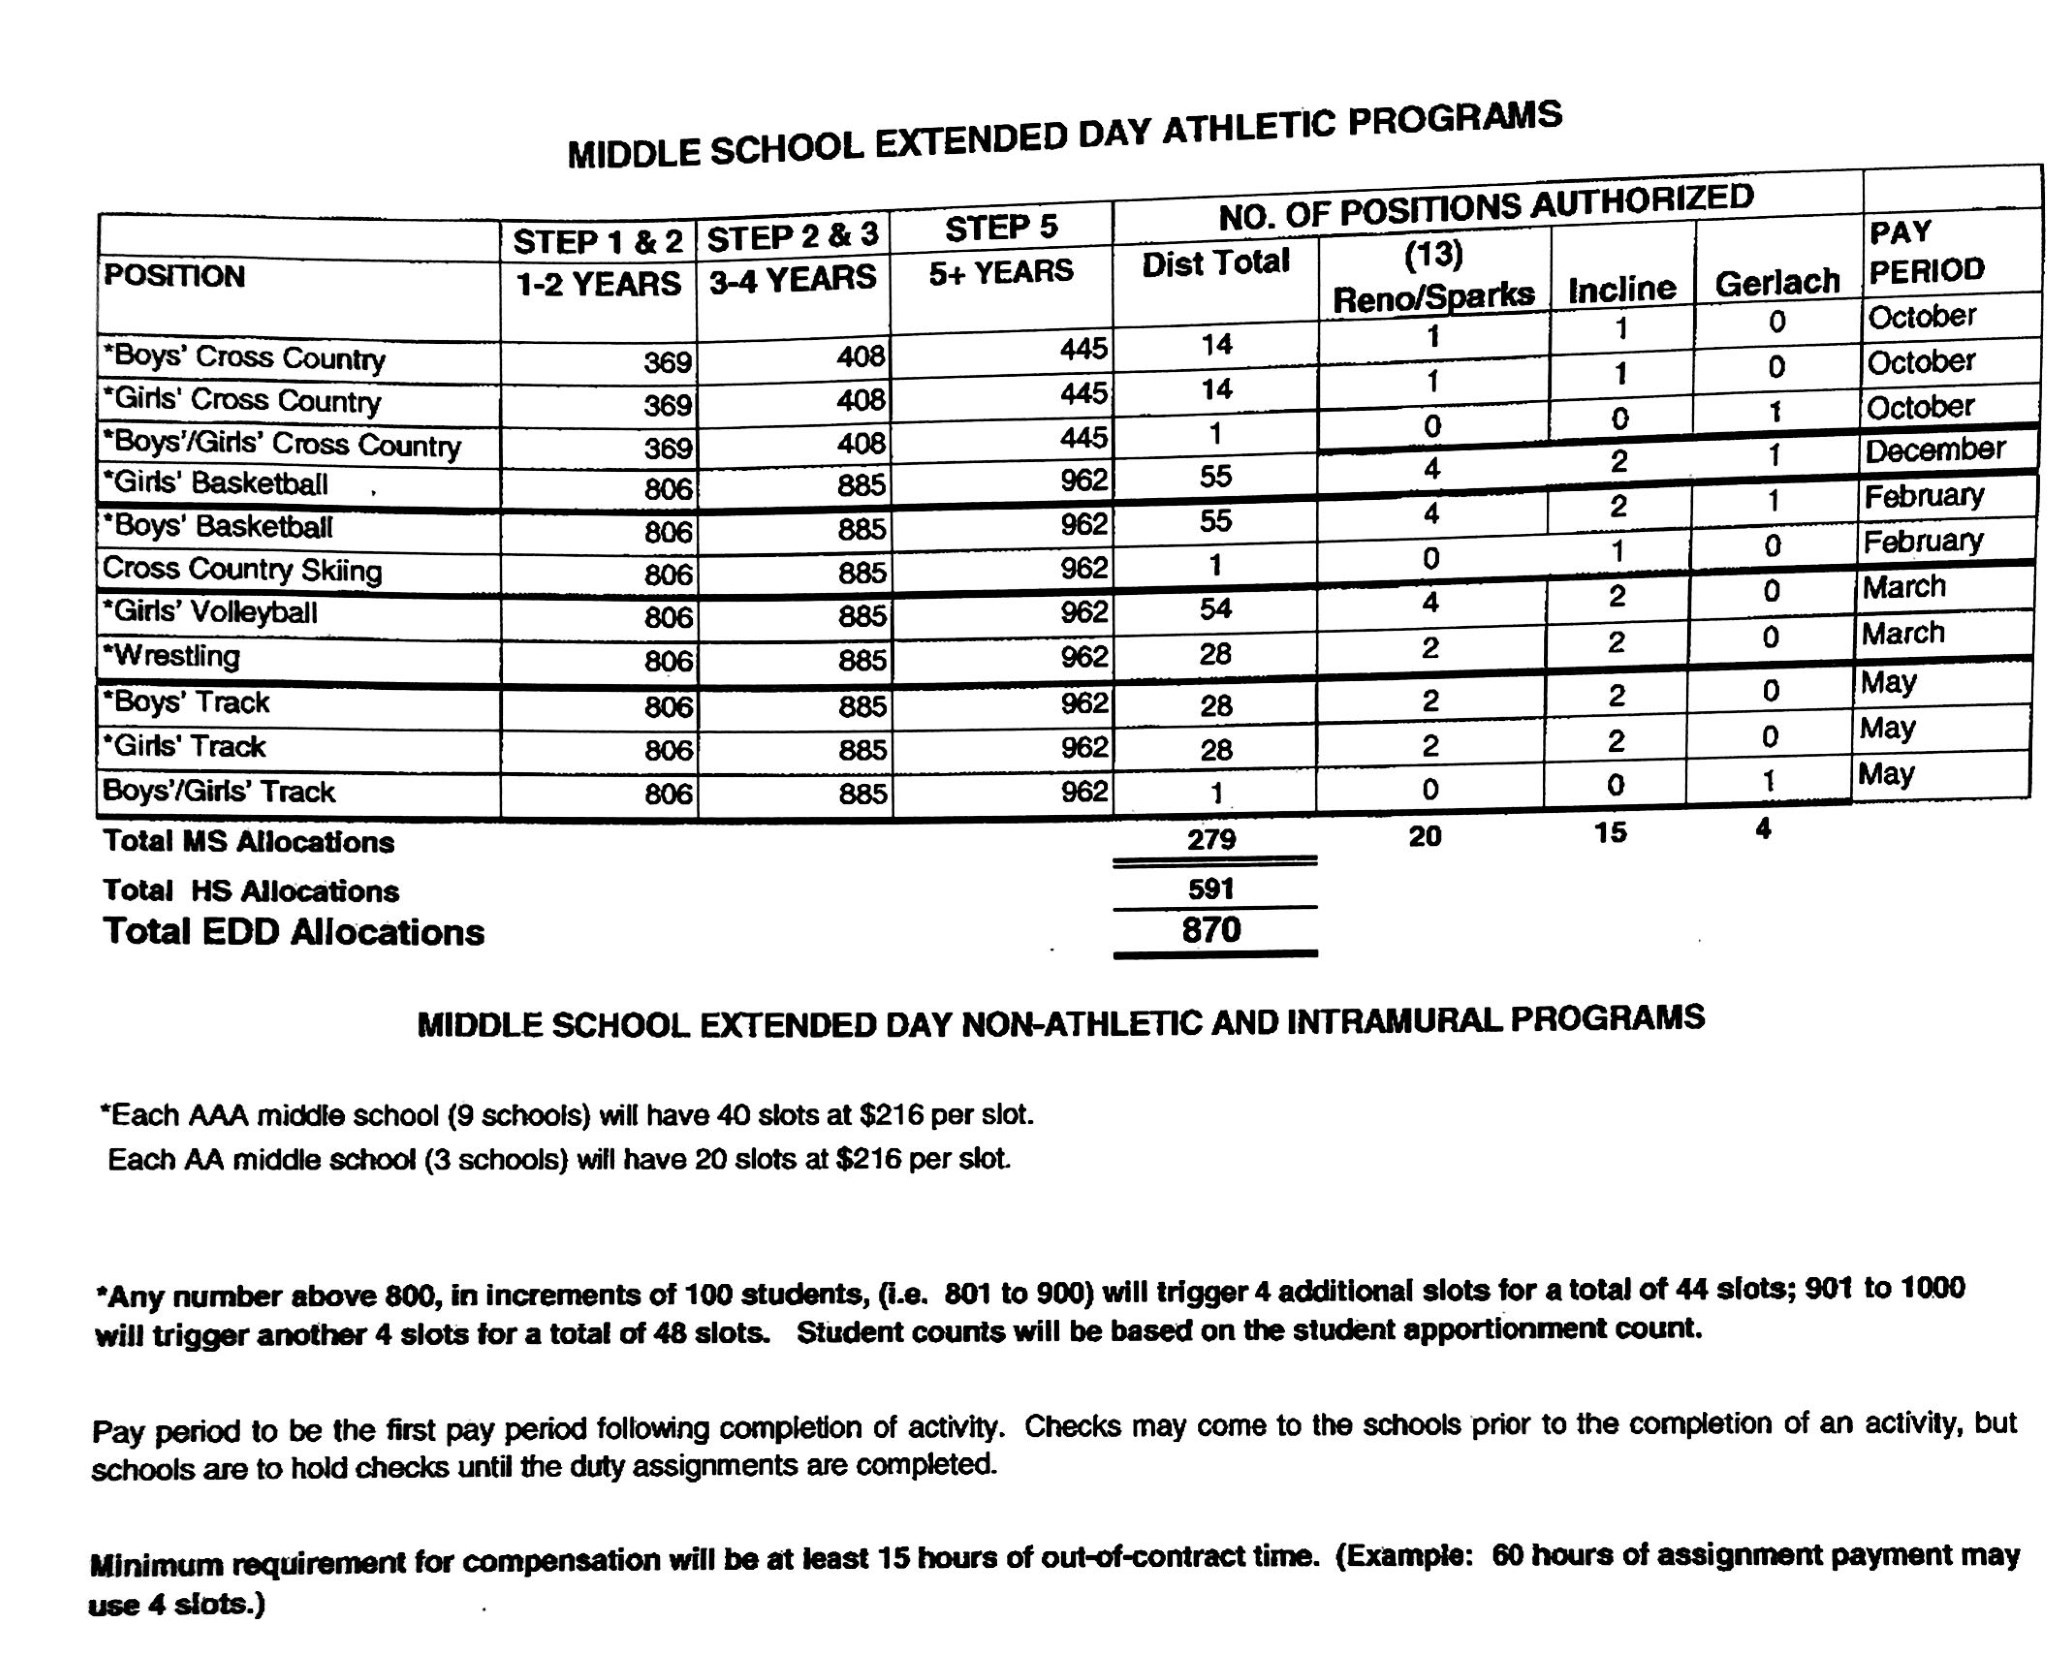 MIDDLE SCHOOL EXTENDED DAY ATHLETIC PROGRAMS
STEP 1 & 2 STEP 2 & 3 STEP 5 NO. OF POSITIONS AUTHORIZED PAY
POSITION 1-2 YEARS 3-4 YEARS 5+ YEARS Dist Total (13) Reno/Sparks Incline Gerlach PERIOD
*Boys' Cross Country 369 408 445 14 1 1 0 October
*Girls' Cross Country 369 408 445 14 1 1 0 October
*Boys'/Girls' Cross Country 369 408 445 1 0 0 1 October
*Girls' Basketball 806 885 962 55 4 2 1 December
*Boys' Basketball 806 885 962 55 4 2 1 February
Cross Country Skiing 806 885 962 1 0 1 0 February
*Girls' Volleyball 806 885 962 54 4 2 0 March
*Wrestling 806 885 962 28 2 2 0 March
*Boys' Track 806 885 962 28 2 2 0 May
*Girls' Track 806 885 962 28 2 2 0 May
Boys'/Girls' Track 806 885 962 1 0 0 1 May
Total MS Allocations 279 20 15 4
Total HS Allocations 591
Total EDD Allocations 870
MIDDLE SCHOOL EXTENDED DAY NON-ATHLETIC AND INTRAMURAL PROGRAMS
*Each AAA middle school (9 schools) will have 40 slots at $216 per slot.
Each AA middle school (3 schools) will have 20 slots at $216 per slot.
*Any number above 800, in increments of 100 students, (i.e. 801 to 900) will trigger 4 additional slots for a total of 44 slots; 901 to 1000
will trigger another 4 slots for a total of 48 slots. Student counts will be based on the student apportionment count.
Pay period to be the first pay period following completion of activity. Checks may come to the schools prior to the completion of an activity, but
schools are to hold checks until the duty assignments are completed.
Minimum requirement for compensation will be at least 15 hours of out-of-contract time. (Example: 60 hours of assignment payment may
use 4 slots.)